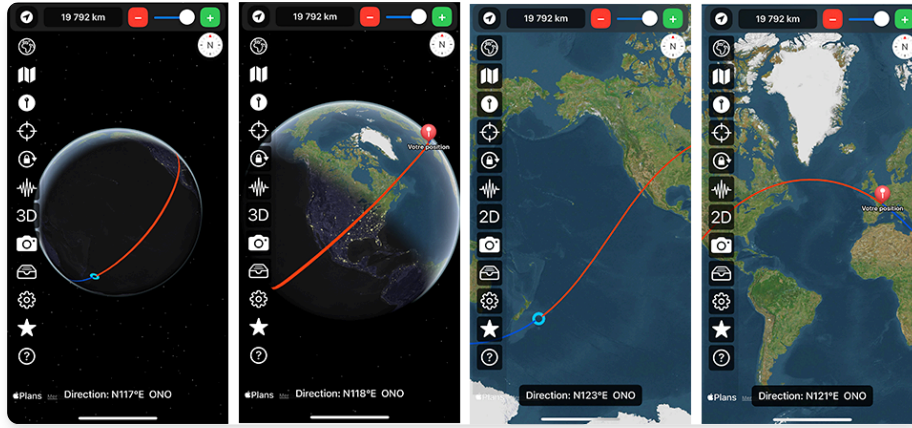 19 792 km
N
3D
Plans
Direction: N117°E ONO
19 792 km
N
Votre position
3D
Plans
Direction: N118°E ONO
19 792 km
N
2D
Plans
Direction: N123°E ONO
19 792 km
N
Votre position
2D
Plans
Direction: N121°E ONO